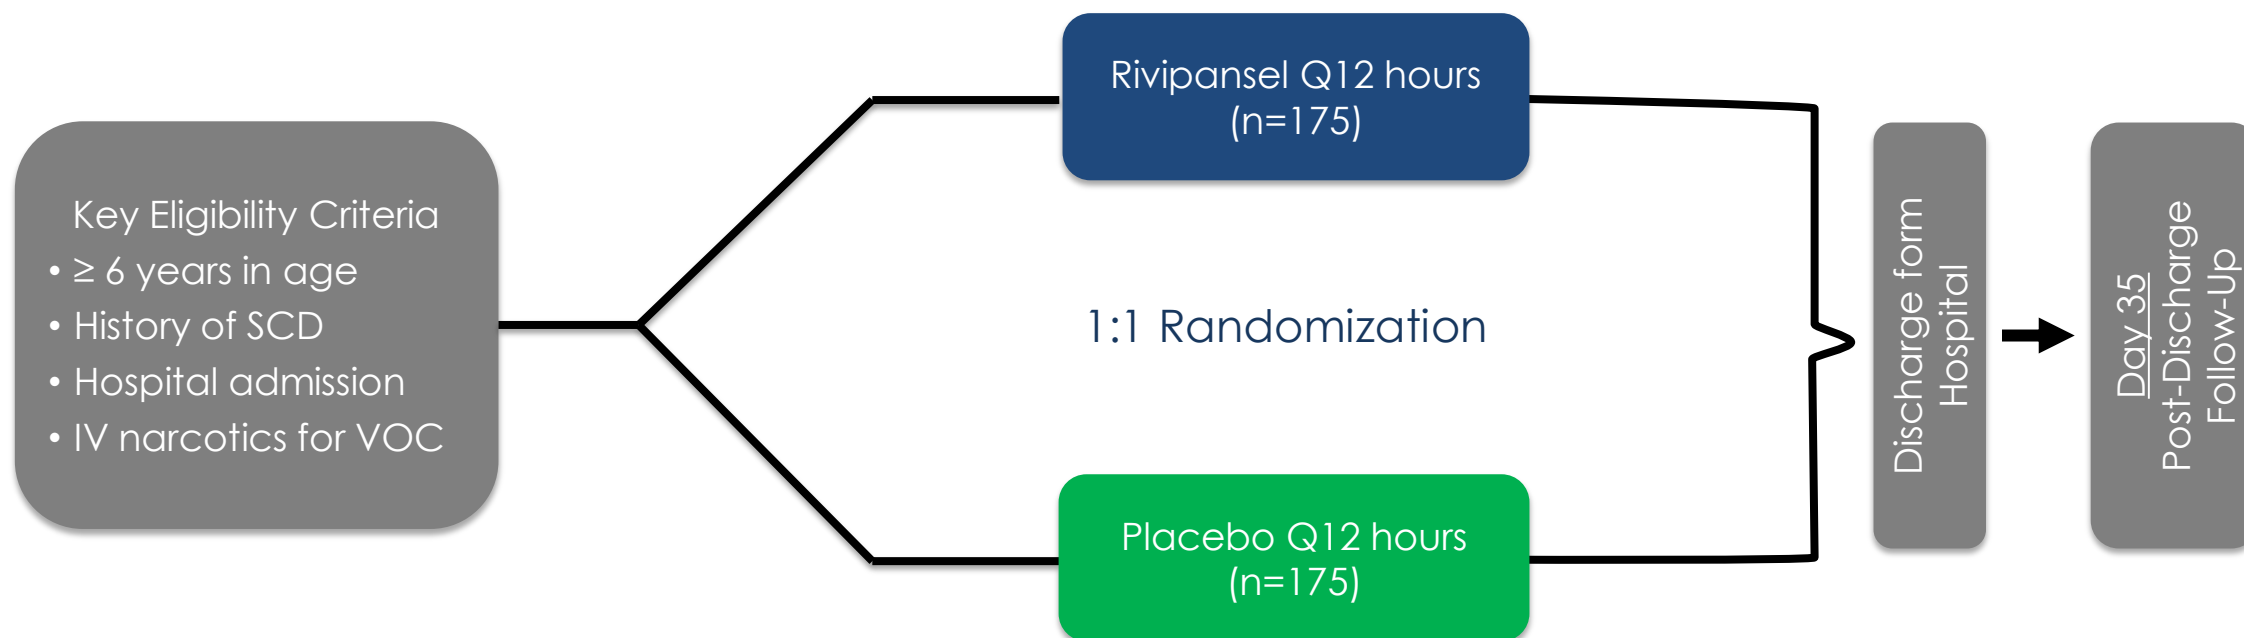 Key Eligibility Criteria
• ≥ 6 years in age
• History of SCD
• Hospital admission
• IV narcotics for VOC
Rivipansel Q12 hours
(n=175)
1:1 Randomization
Placebo Q12 hours
(n=175)
Discharge form
Hospital
Day 35
Post-Discharge
Follow-Up